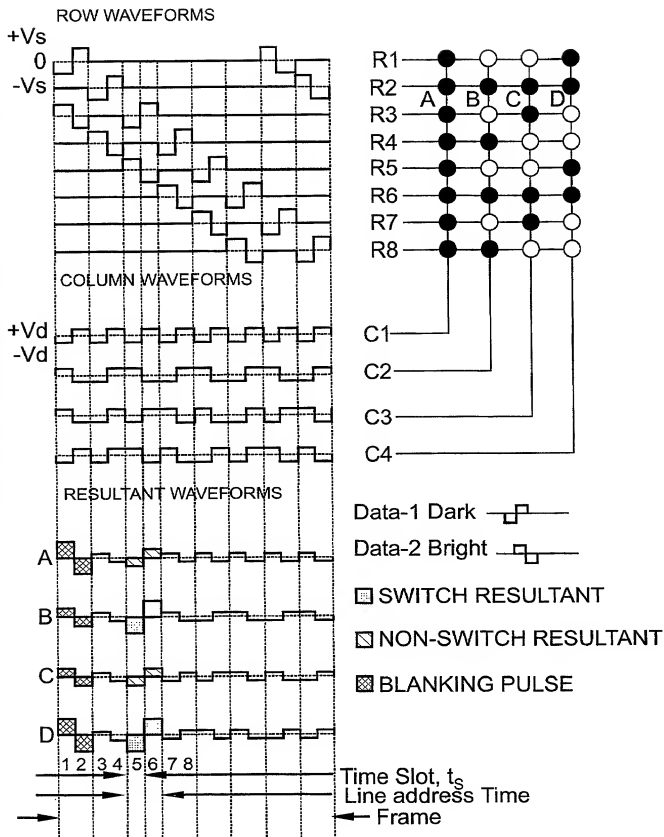 ROW WAVEFORMS
+Vs
0
-Vs
R1
R2
A B C D
R3
R4
R5
R6
R7
R8
COLUMN WAVEFORMS
+Vd
-Vd
C1
C2
C3
C4
RESULTANT WAVEFORMS
Data-1 Dark
Data-2 Bright
A
SWITCH RESULTANT
B
NON-SWITCH RESULTANT
C
BLANKING PULSE
D
1 2 3 4 5 6 7 8
Time Slot, ts
Line address Time
Frame